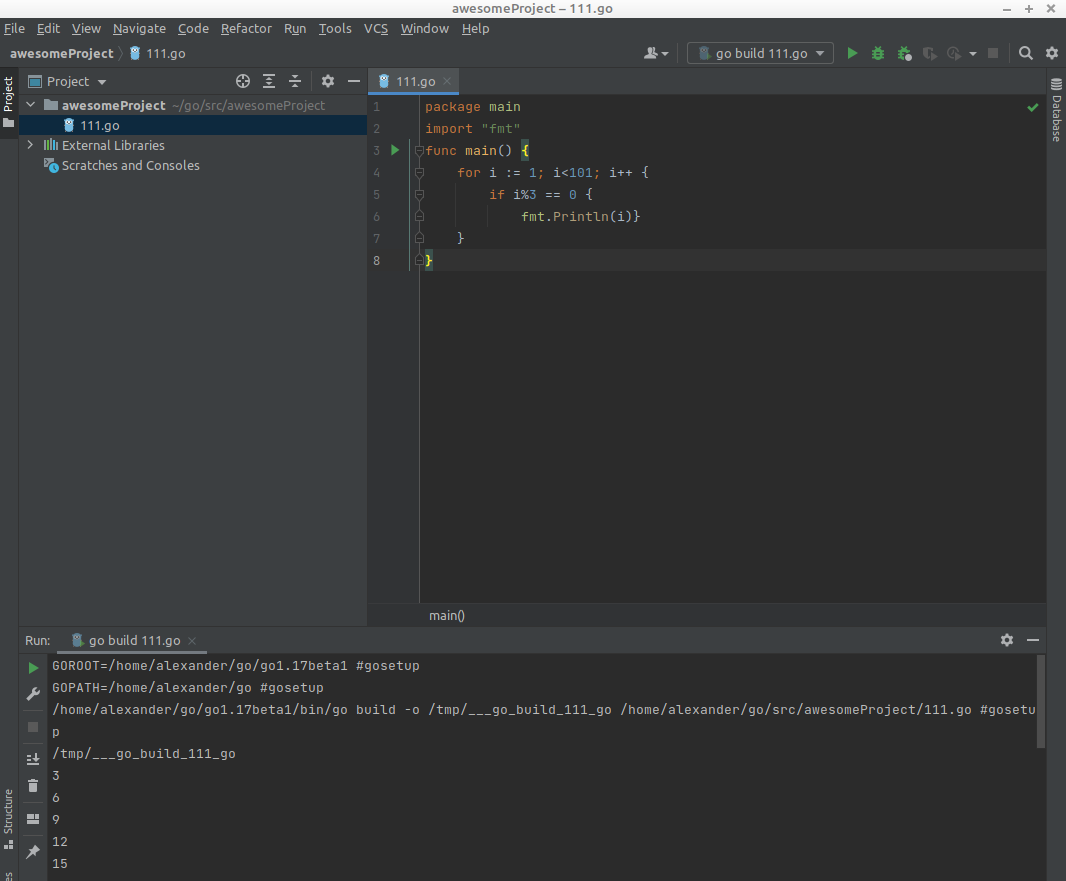 awesomeProject – 111.go
File Edit View Navigate Code Refactor Run Tools VCS Window Help
awesomeProject 111.go
go build 111.go
Project
Project
111.go
awesomeProject ~/go/src/awesomeProject
111.go
External Libraries
Scratches and Consoles
1 package main
2 import "fmt"
3 func main() {
4 for i := 1; i<101; i++ {
5 if i%3 == 0 {
6 fmt.Println(i)}
7 }
8 }
main()
Database
Run: go build 111.go
GOROOT=/home/alexander/go/go1.17beta1 #gosetup
GOPATH=/home/alexander/go #gosetup
/home/alexander/go/go1.17beta1/bin/go build -o /tmp/___go_build_111_go /home/alexander/go/src/awesomeProject/111.go #gosetu
p
/tmp/___go_build_111_go
3
6
9
12
15
Structure